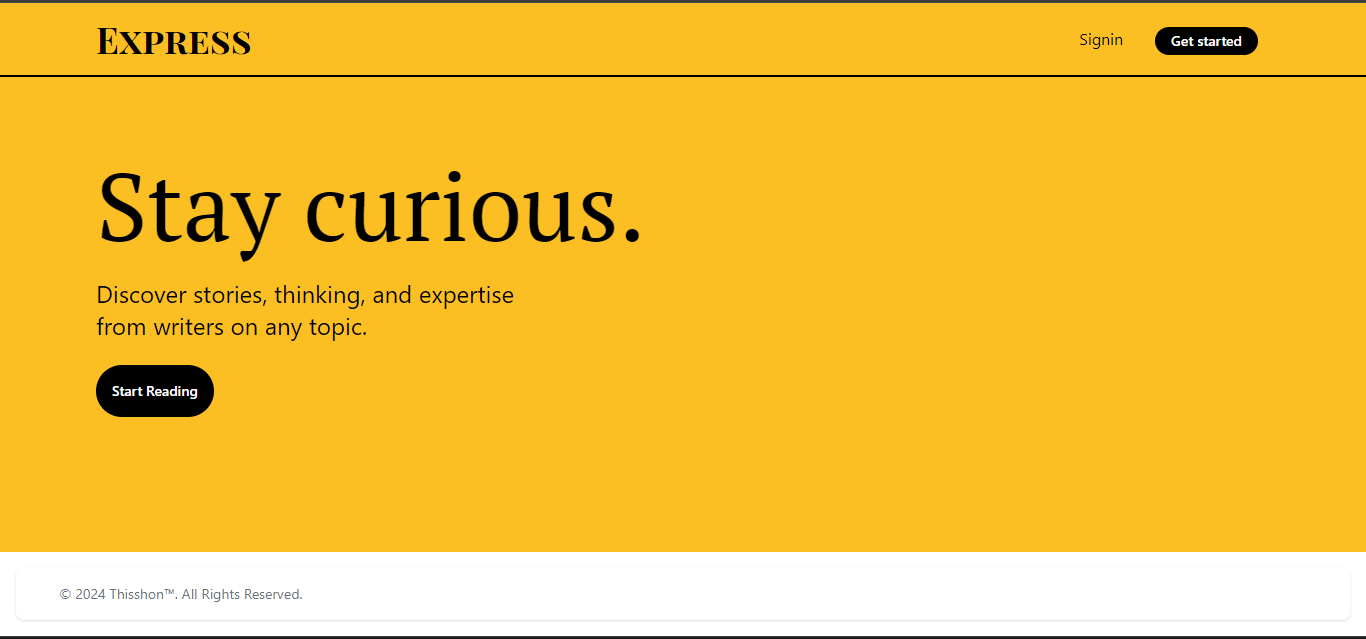 Express
Signin
Get started
Stay curious.
Discover stories, thinking, and expertise
from writers on any topic.
Start Reading
© 2024 Thisshon™. All Rights Reserved.